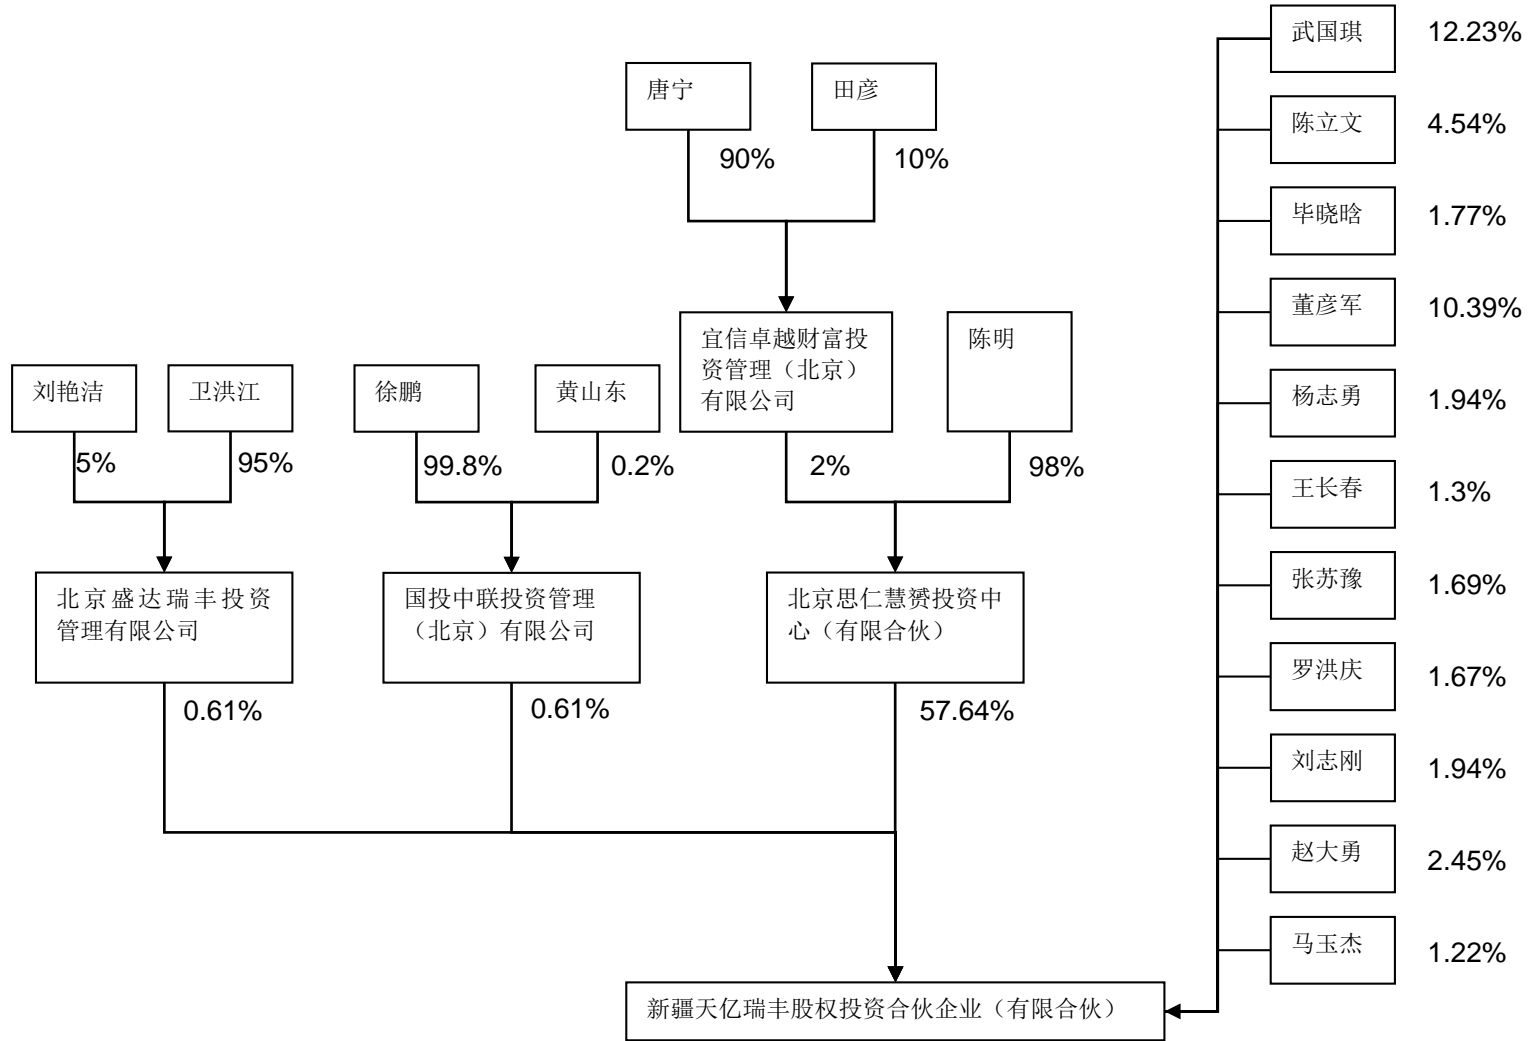 武国琪
12.23%
唐宁
田彦
90%
10%
陈立文
4.54%
毕晓晗
1.77%
董彦军
10.39%
宜信卓越财富投
资管理（北京）
有限公司
陈明
刘艳洁
卫洪江
徐鹏
黄山东
5%
95%
99.8%
0.2%
2%
98%
杨志勇
1.94%
王长春
1.3%
北京盛达瑞丰投资
管理有限公司
国投中联投资管理
（北京）有限公司
北京思仁慧赟投资中
心（有限合伙）
0.61%
0.61%
57.64%
张苏豫
1.69%
罗洪庆
1.67%
刘志刚
1.94%
赵大勇
2.45%
马玉杰
1.22%
新疆天亿瑞丰股权投资合伙企业（有限合伙）